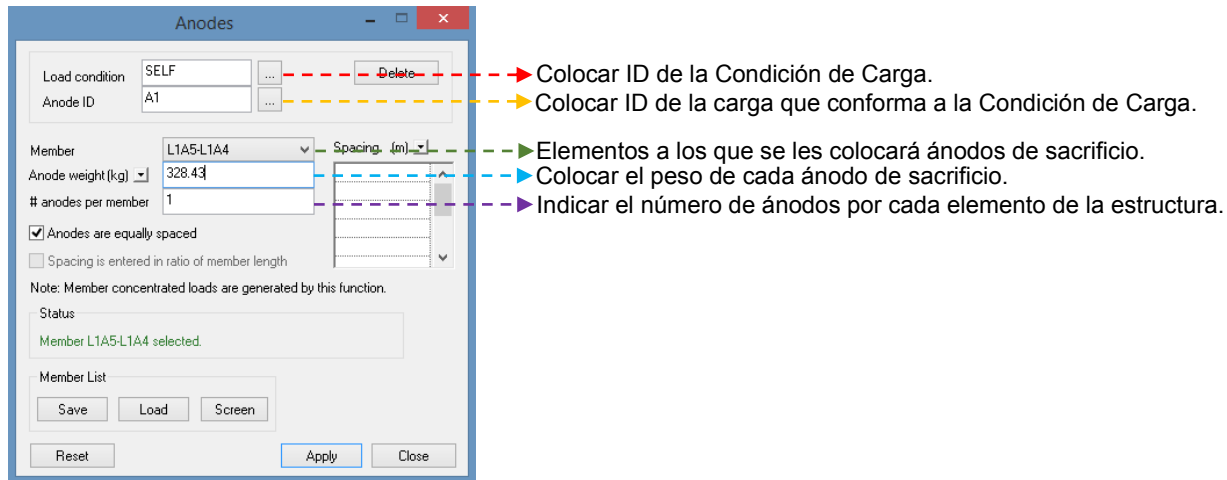 Anodes
Load condition SELF ... Delete
Anode ID A1 ...
Member L1A5-L1A4 Spacing (m)
Anode weight (kg) 328.43
# anodes per member 1
Anodes are equally spaced
Spacing is entered in ratio of member length
Note: Member concentrated loads are generated by this function.
Status
Member L1A5-L1A4 selected.
Member List
Save Load Screen
Reset Apply Close
Colocar ID de la Condición de Carga.
Colocar ID de la carga que conforma a la Condición de Carga.
Elementos a los que se les colocará ánodos de sacrificio.
Colocar el peso de cada ánodo de sacrificio.
Indicar el número de ánodos por cada elemento de la estructura.